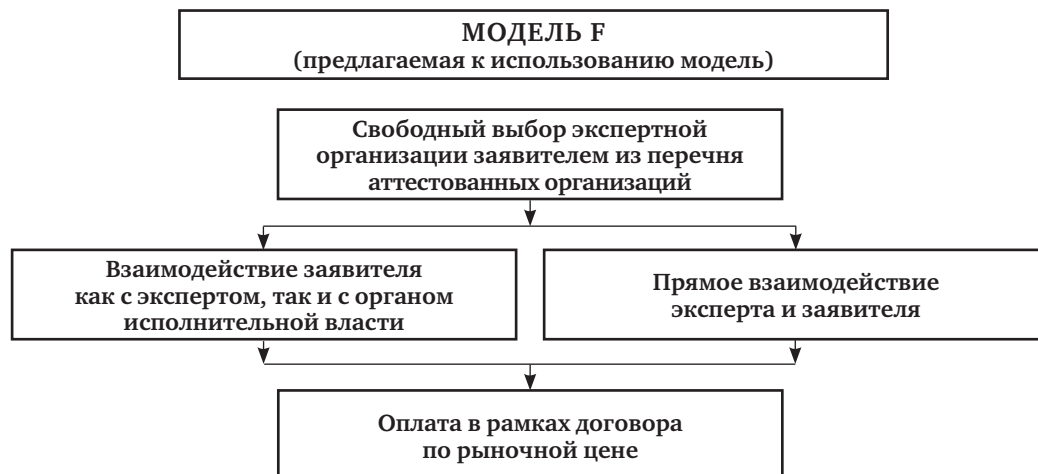 МОДЕЛЬ F
(предлагаемая к использованию модель)
Свободный выбор экспертной
организации заявителем из перечня
аттестованных организаций
Взаимодействие заявителя
как с экспертом, так и с органом
исполнительной власти
Прямое взаимодействие
эксперта и заявителя
Оплата в рамках договора
по рыночной цене